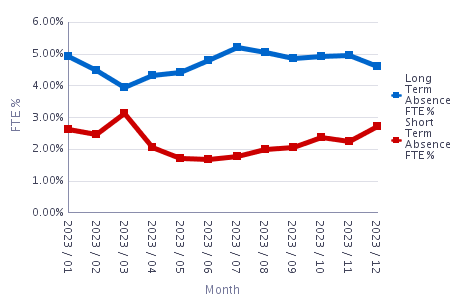 6.00%
5.00%
4.00%
3.00%
2.00%
1.00%
0.00%
FTE %
2023 / 01
2023 / 02
2023 / 03
2023 / 04
2023 / 05
2023 / 06
2023 / 07
2023 / 08
2023 / 09
2023 / 10
2023 / 11
2023 / 12
Month
Long
Term
Absence
FTE %
Short
Term
Absence
FTE %